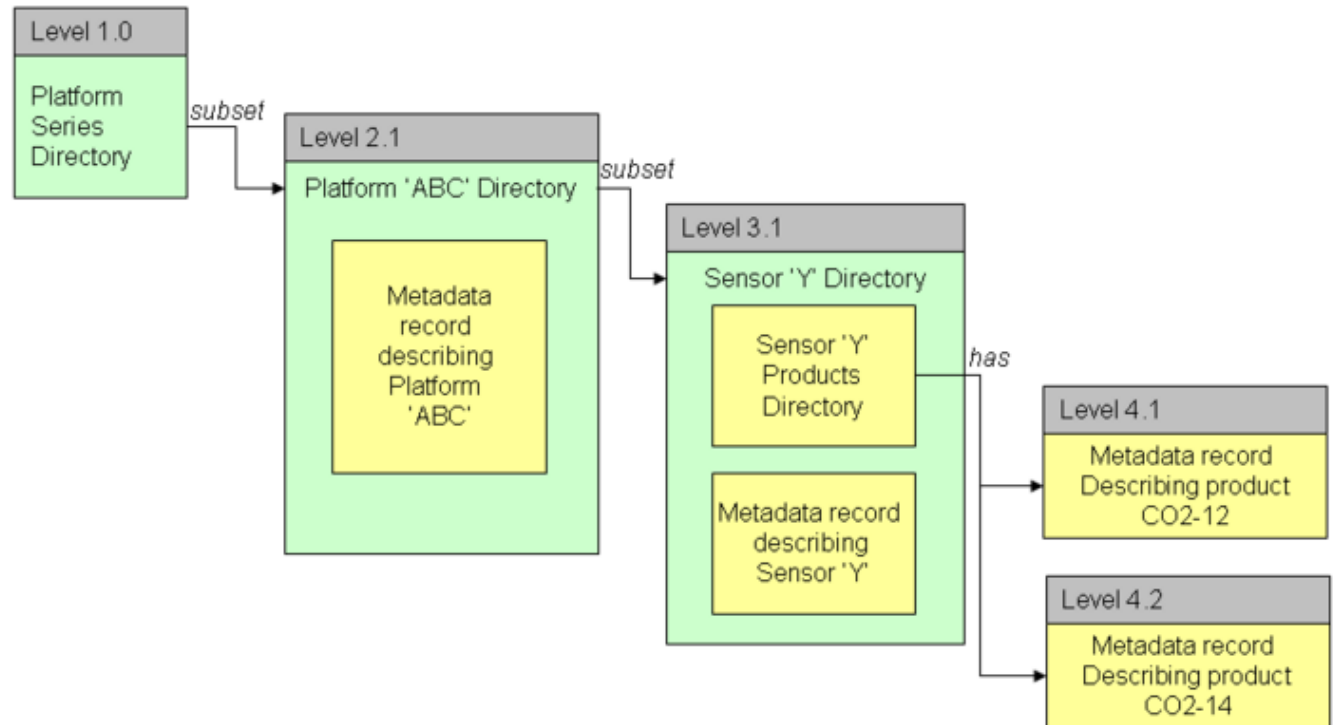 Level 1.0
Platform
Series
Directory
subset
Level 2.1
Platform 'ABC' Directory
Metadata
record
describing
Platform
'ABC'
subset
Level 3.1
Sensor 'Y' Directory
Sensor 'Y'
Products
Directory
Metadata record
describing
Sensor 'Y'
has
Level 4.1
Metadata record
Describing product
CO2-12
Level 4.2
Metadata record
Describing product
CO2-14